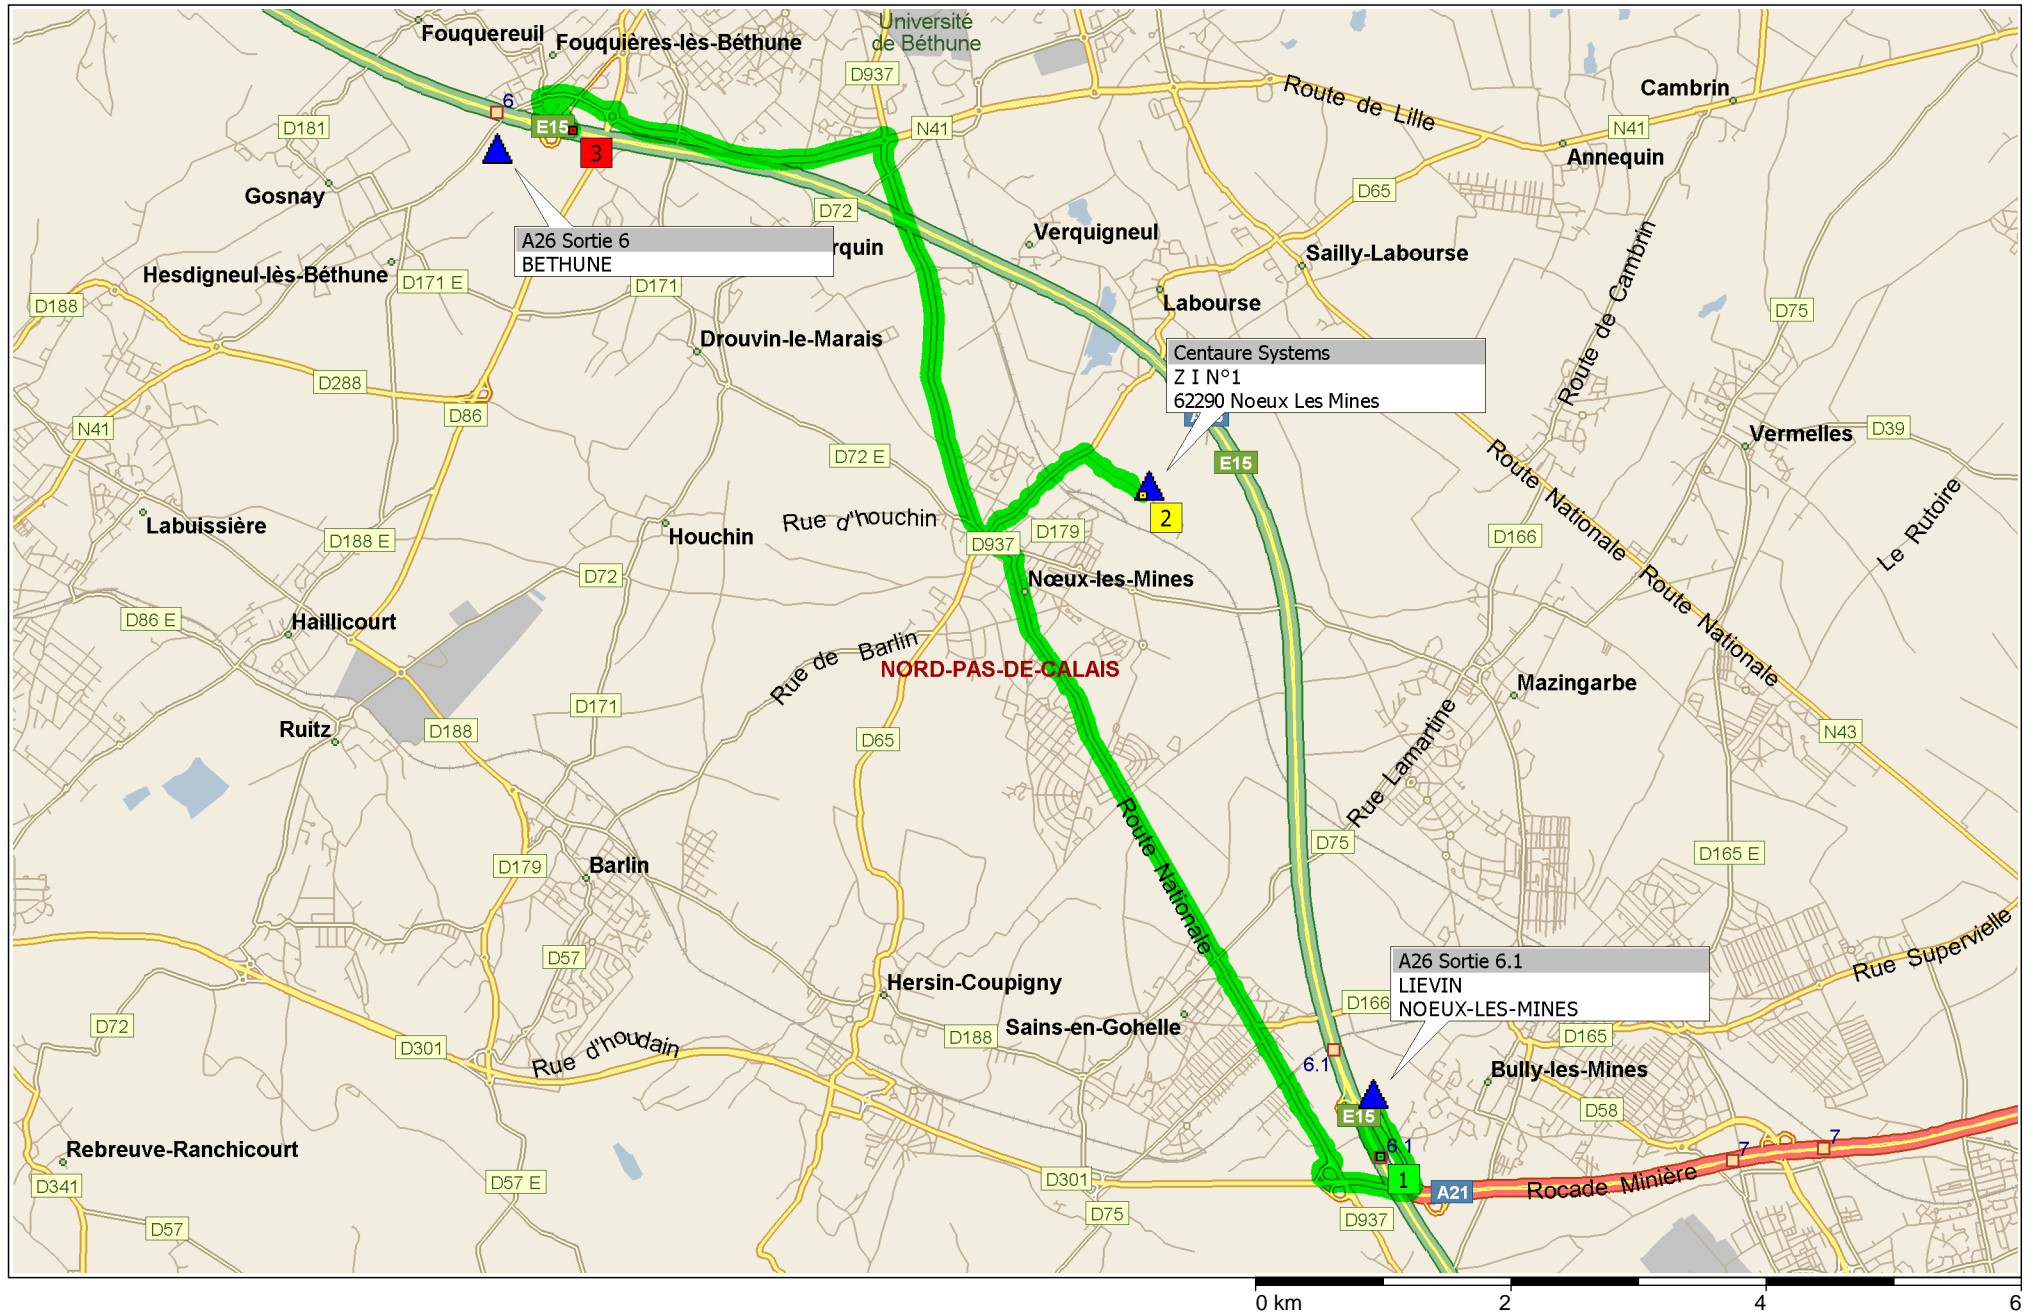 Université
de Béthune
Fouquereuil
Fouquières-lès-Béthune
D937
Cambrin
Route de Lille
6
D181
E15
N41
N41
3
Annequin
Gosnay
D65
D72
A26 Sortie 6
BETHUNE
rquin
Verquigneul
Sailly-Labourse
Hesdigneul-lès-Béthune
D171 E
D171
D188
Labourse
Route de Cambrin
D75
Drouvin-le-Marais
Centaure Systems
Z I N°1
62290 Noeux Les Mines
D288
D86
N41
D72 E
E15
Vermelles
D39
Route Nationale
Labuissière
Rue d"houchin
2
D179
D937
D188 E
Houchin
D166
Le Rutoire
D72
Nœux-les-Mines
Route Nationale
D86 E
Haillicourt
Rue de Barlin
NORD-PAS-DE-CALAIS
Mazingarbe
D171
Ruitz
D188
D65
N43
Rue Lamartine
Route Nationale
D75
D165 E
D179
Barlin
D57
A26 Sortie 6.1
LIEVIN
NOEUX-LES-MINES
Rue Supervielle
Hersin-Coupigny
D166
Sains-en-Gohelle
D72
D188
D165
D301
Rue d"houdain
6.1
Bully-les-Mines
E15
D58
6.1
7
7
Rebreuve-Ranchicourt
D341
D57 E
D301
1
A21
Rocade Minière
D57
D75
D937
0 km
2
4
6